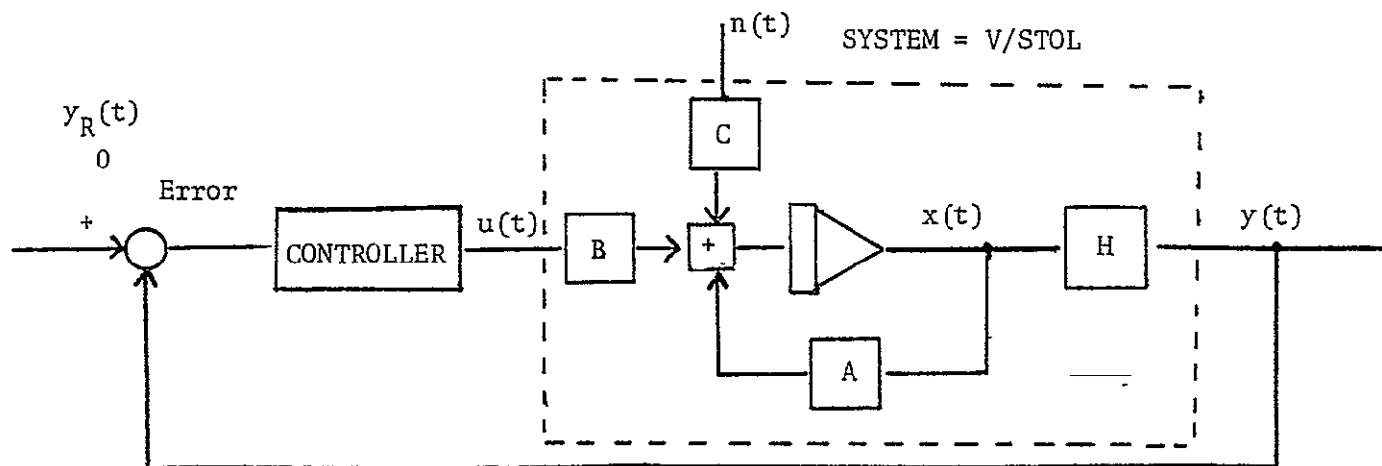 n(t)
SYSTEM = V/STOL
y_R(t)
0
Error
+
CONTROLLER
u(t)
B
C
+
x(t)
H
y(t)
A